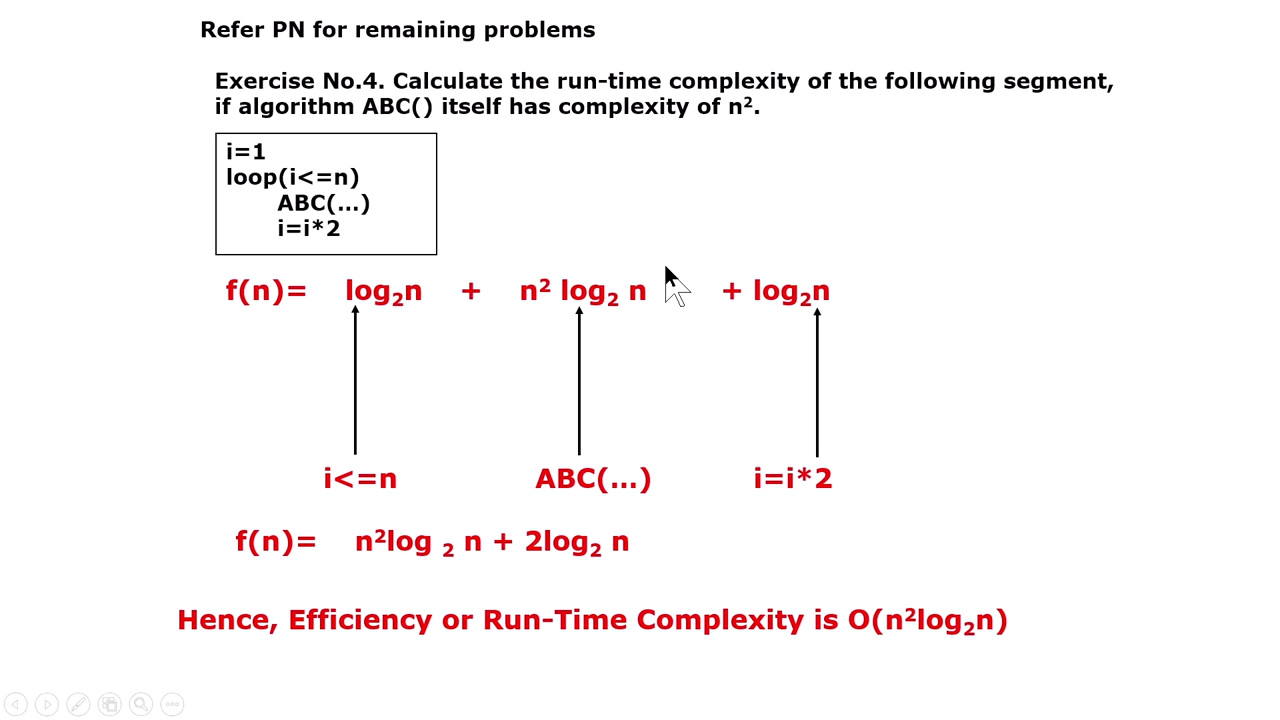 Refer PN for remaining problems
Exercise No.4. Calculate the run-time complexity of the following segment,
if algorithm ABC() itself has complexity of n².
i=1
loop(i<=n)
ABC(...)
i=i*2
f(n)= log₂n + n² log₂ n + log₂n
i<=n ABC(...) i=i*2
f(n)= n²log ₂ n + 2log₂ n
Hence, Efficiency or Run-Time Complexity is O(n²log₂n)